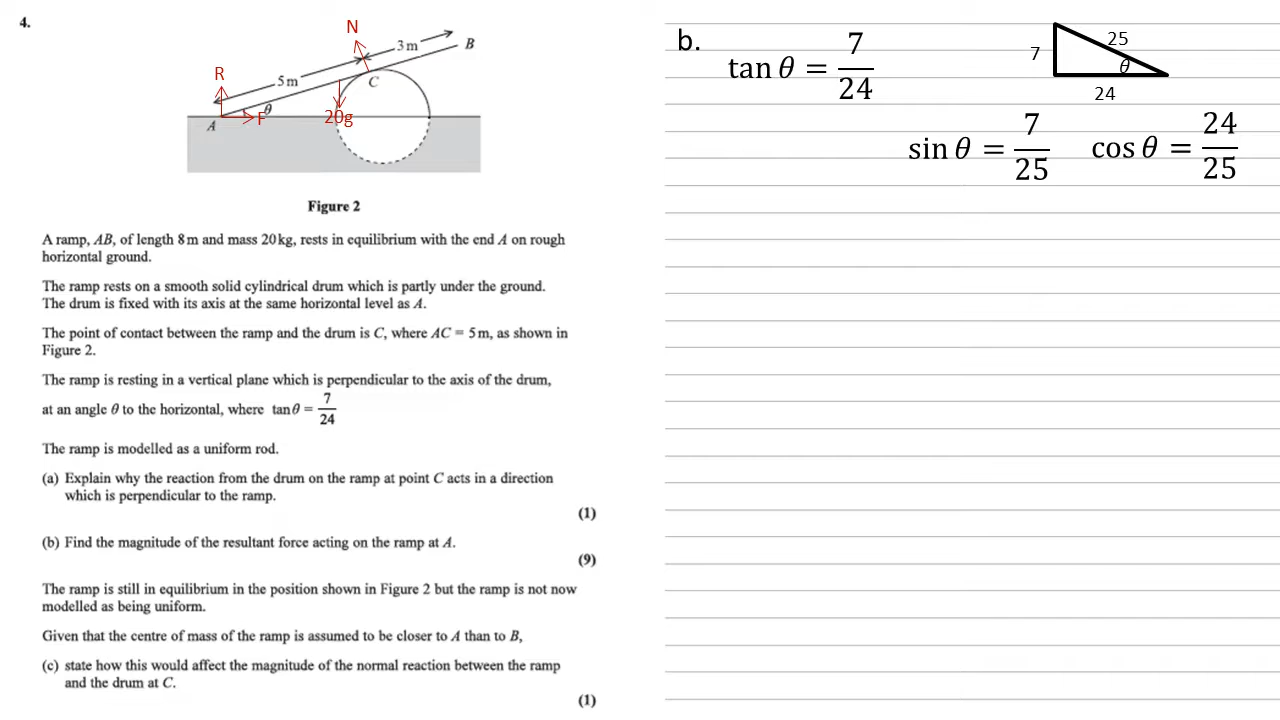 4.
N
3 m
B
R
5 m
C
θ
A
F
20g
Figure 2
A ramp, AB, of length 8 m and mass 20 kg, rests in equilibrium with the end A on rough
horizontal ground.
The ramp rests on a smooth solid cylindrical drum which is partly under the ground.
The drum is fixed with its axis at the same horizontal level as A.
The point of contact between the ramp and the drum is C, where AC = 5 m, as shown in
Figure 2.
The ramp is resting in a vertical plane which is perpendicular to the axis of the drum,
at an angle θ to the horizontal, where tanθ = 7/24
The ramp is modelled as a uniform rod.
(a) Explain why the reaction from the drum on the ramp at point C acts in a direction
which is perpendicular to the ramp.
(1)
(b) Find the magnitude of the resultant force acting on the ramp at A.
(9)
The ramp is still in equilibrium in the position shown in Figure 2 but the ramp is not now
modelled as being uniform.
Given that the centre of mass of the ramp is assumed to be closer to A than to B,
(c) state how this would affect the magnitude of the normal reaction between the ramp
and the drum at C.
(1)
b.
tan θ = 7/24
7
25
θ
24
sin θ = 7/25
cos θ = 24/25